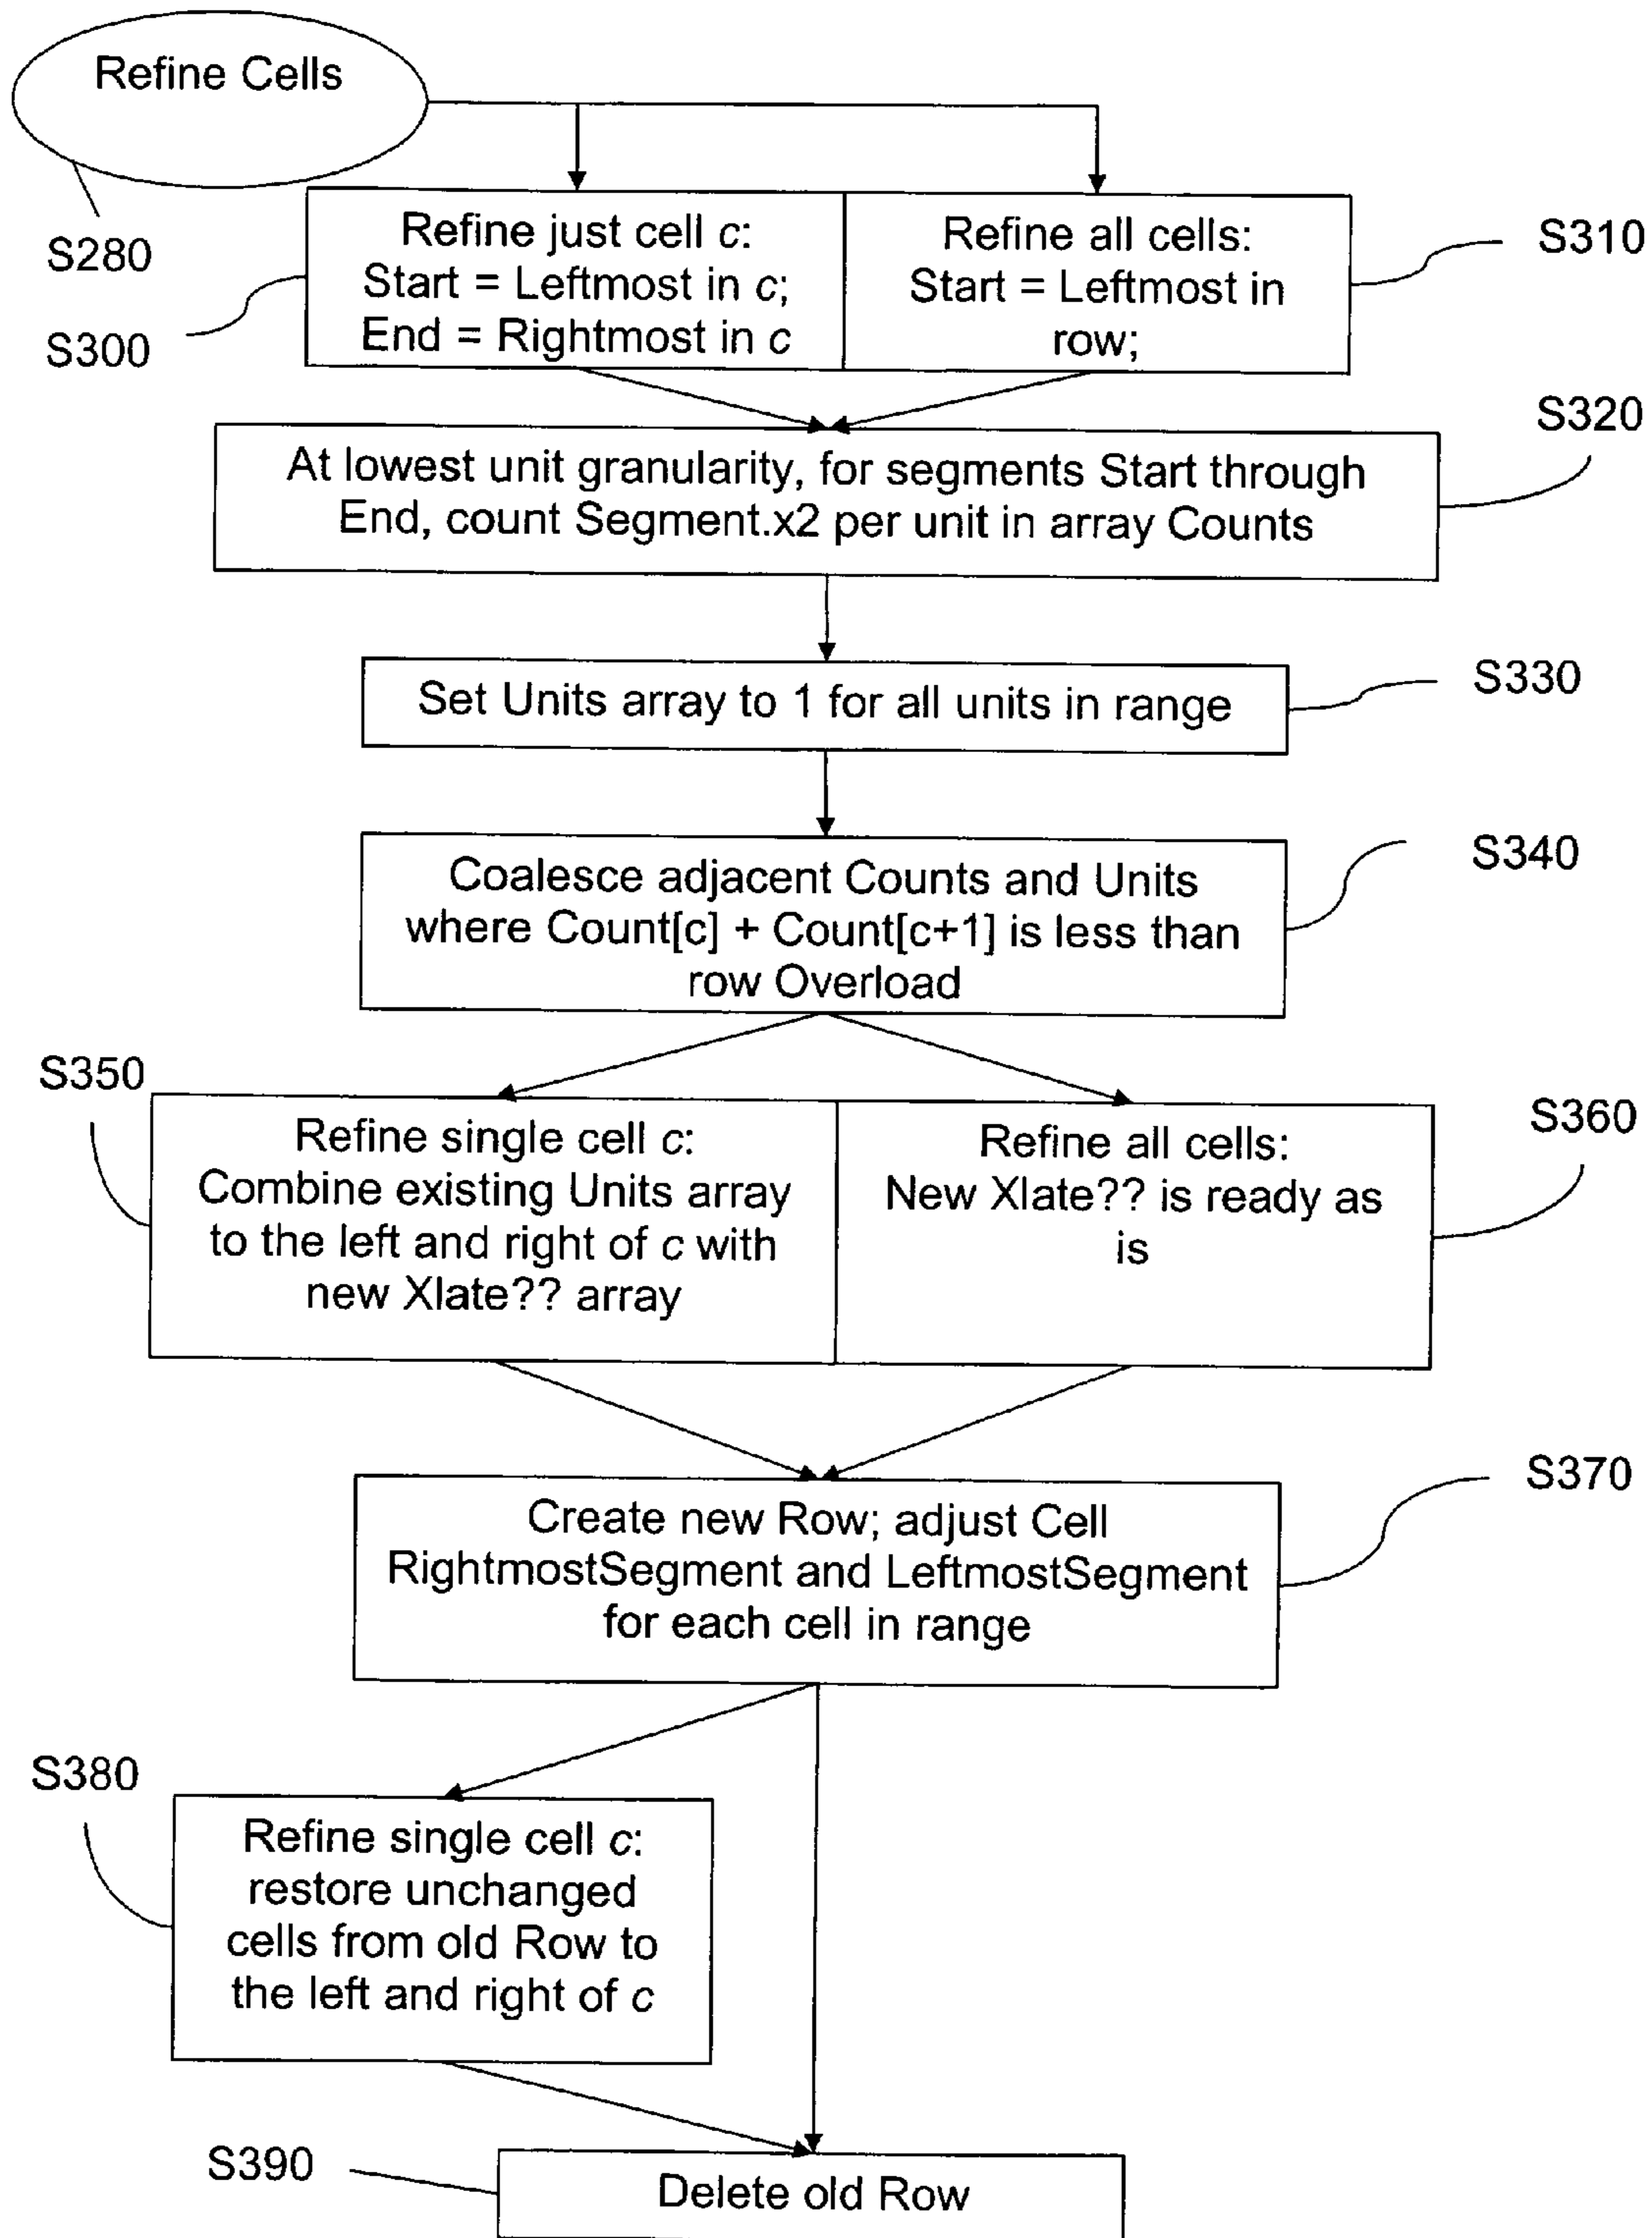 Refine Cells
S280
Refine just cell c:
Start = Leftmost in c;
End = Rightmost in c
S300
Refine all cells:
Start = Leftmost in
row;
S310
S320
At lowest unit granularity, for segments Start through
End, count Segment.x2 per unit in array Counts
S330
Set Units array to 1 for all units in range
S340
Coalesce adjacent Counts and Units
where Count[c] + Count[c+1] is less than
row Overload
S350
Refine single cell c:
Combine existing Units array
to the left and right of c with
new Xlate?? array
Refine all cells:
New Xlate?? is ready as
is
S360
S370
Create new Row; adjust Cell
RightmostSegment and LeftmostSegment
for each cell in range
S380
Refine single cell c:
restore unchanged
cells from old Row to
the left and right of c
S390
Delete old Row